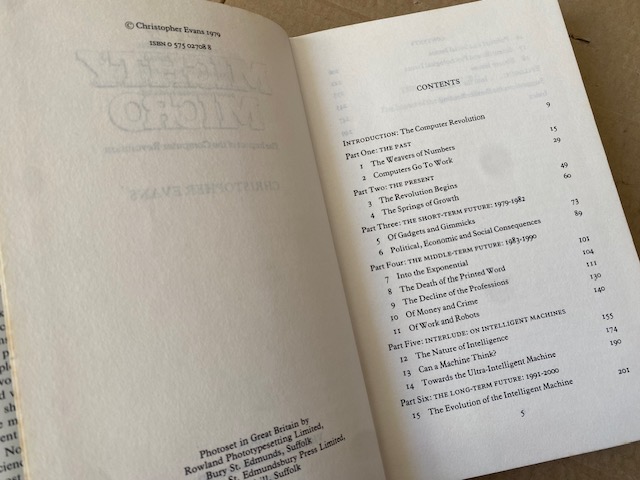 © Christopher Evans 1979
ISBN 0 575 02708 8
Photoset in Great Britain by
Rowland Phototypesetting Limited,
Bury St. Edmunds, Suffolk
St. Edmundsbury Press Limited,
Suffolk
CONTENTS
INTRODUCTION: The Computer Revolution 9
Part One: THE PAST
1 The Weavers of Numbers 15
2 Computers Go To Work 29
Part Two: THE PRESENT
3 The Revolution Begins 49
4 The Springs of Growth 60
Part Three: THE SHORT-TERM FUTURE: 1979-1982
5 Of Gadgets and Gimmicks 73
6 Political, Economic and Social Consequences 89
Part Four: THE MIDDLE-TERM FUTURE: 1983-1990
7 Into the Exponential 101
8 The Death of the Printed Word 104
9 The Decline of the Professions 111
10 Of Money and Crime 130
11 Of Work and Robots 140
Part Five: INTERLUDE: ON INTELLIGENT MACHINES
12 The Nature of Intelligence 155
13 Can a Machine Think? 174
14 Towards the Ultra-Intelligent Machine 190
Part Six: THE LONG-TERM FUTURE: 1991-2000
15 The Evolution of the Intelligent Machine 201
5